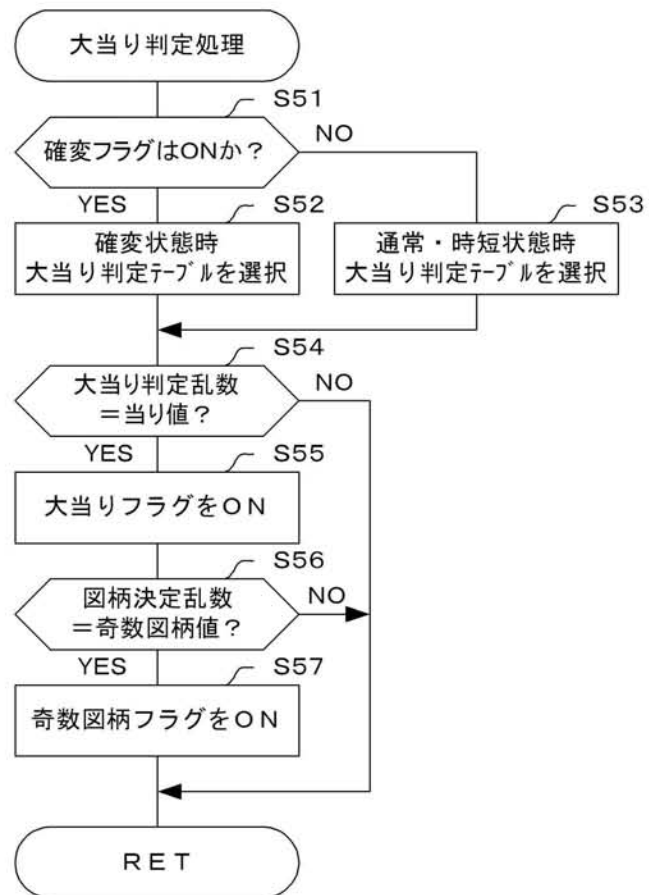 大当り判定処理
S51
確変フラグはONか？
NO
YES
S52
S53
確変状態時
大当り判定ﾃｰﾌﾞﾙを選択
通常・時短状態時
大当り判定ﾃｰﾌﾞﾙを選択
S54
大当り判定乱数
＝当り値？
NO
YES
S55
大当りフラグをＯＮ
S56
図柄決定乱数
＝奇数図柄値？
NO
YES
S57
奇数図柄フラグをＯＮ
ＲＥＴ